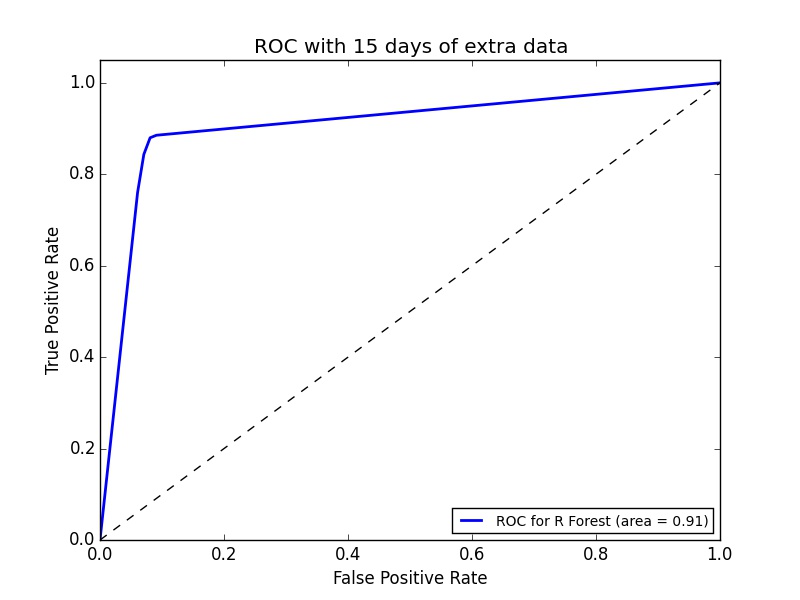 ROC with 15 days of extra data
1.0
0.8
0.6
0.4
0.2
0.0
True Positive Rate
ROC for R Forest (area = 0.91)
0.0 0.2 0.4 0.6 0.8 1.0
False Positive Rate